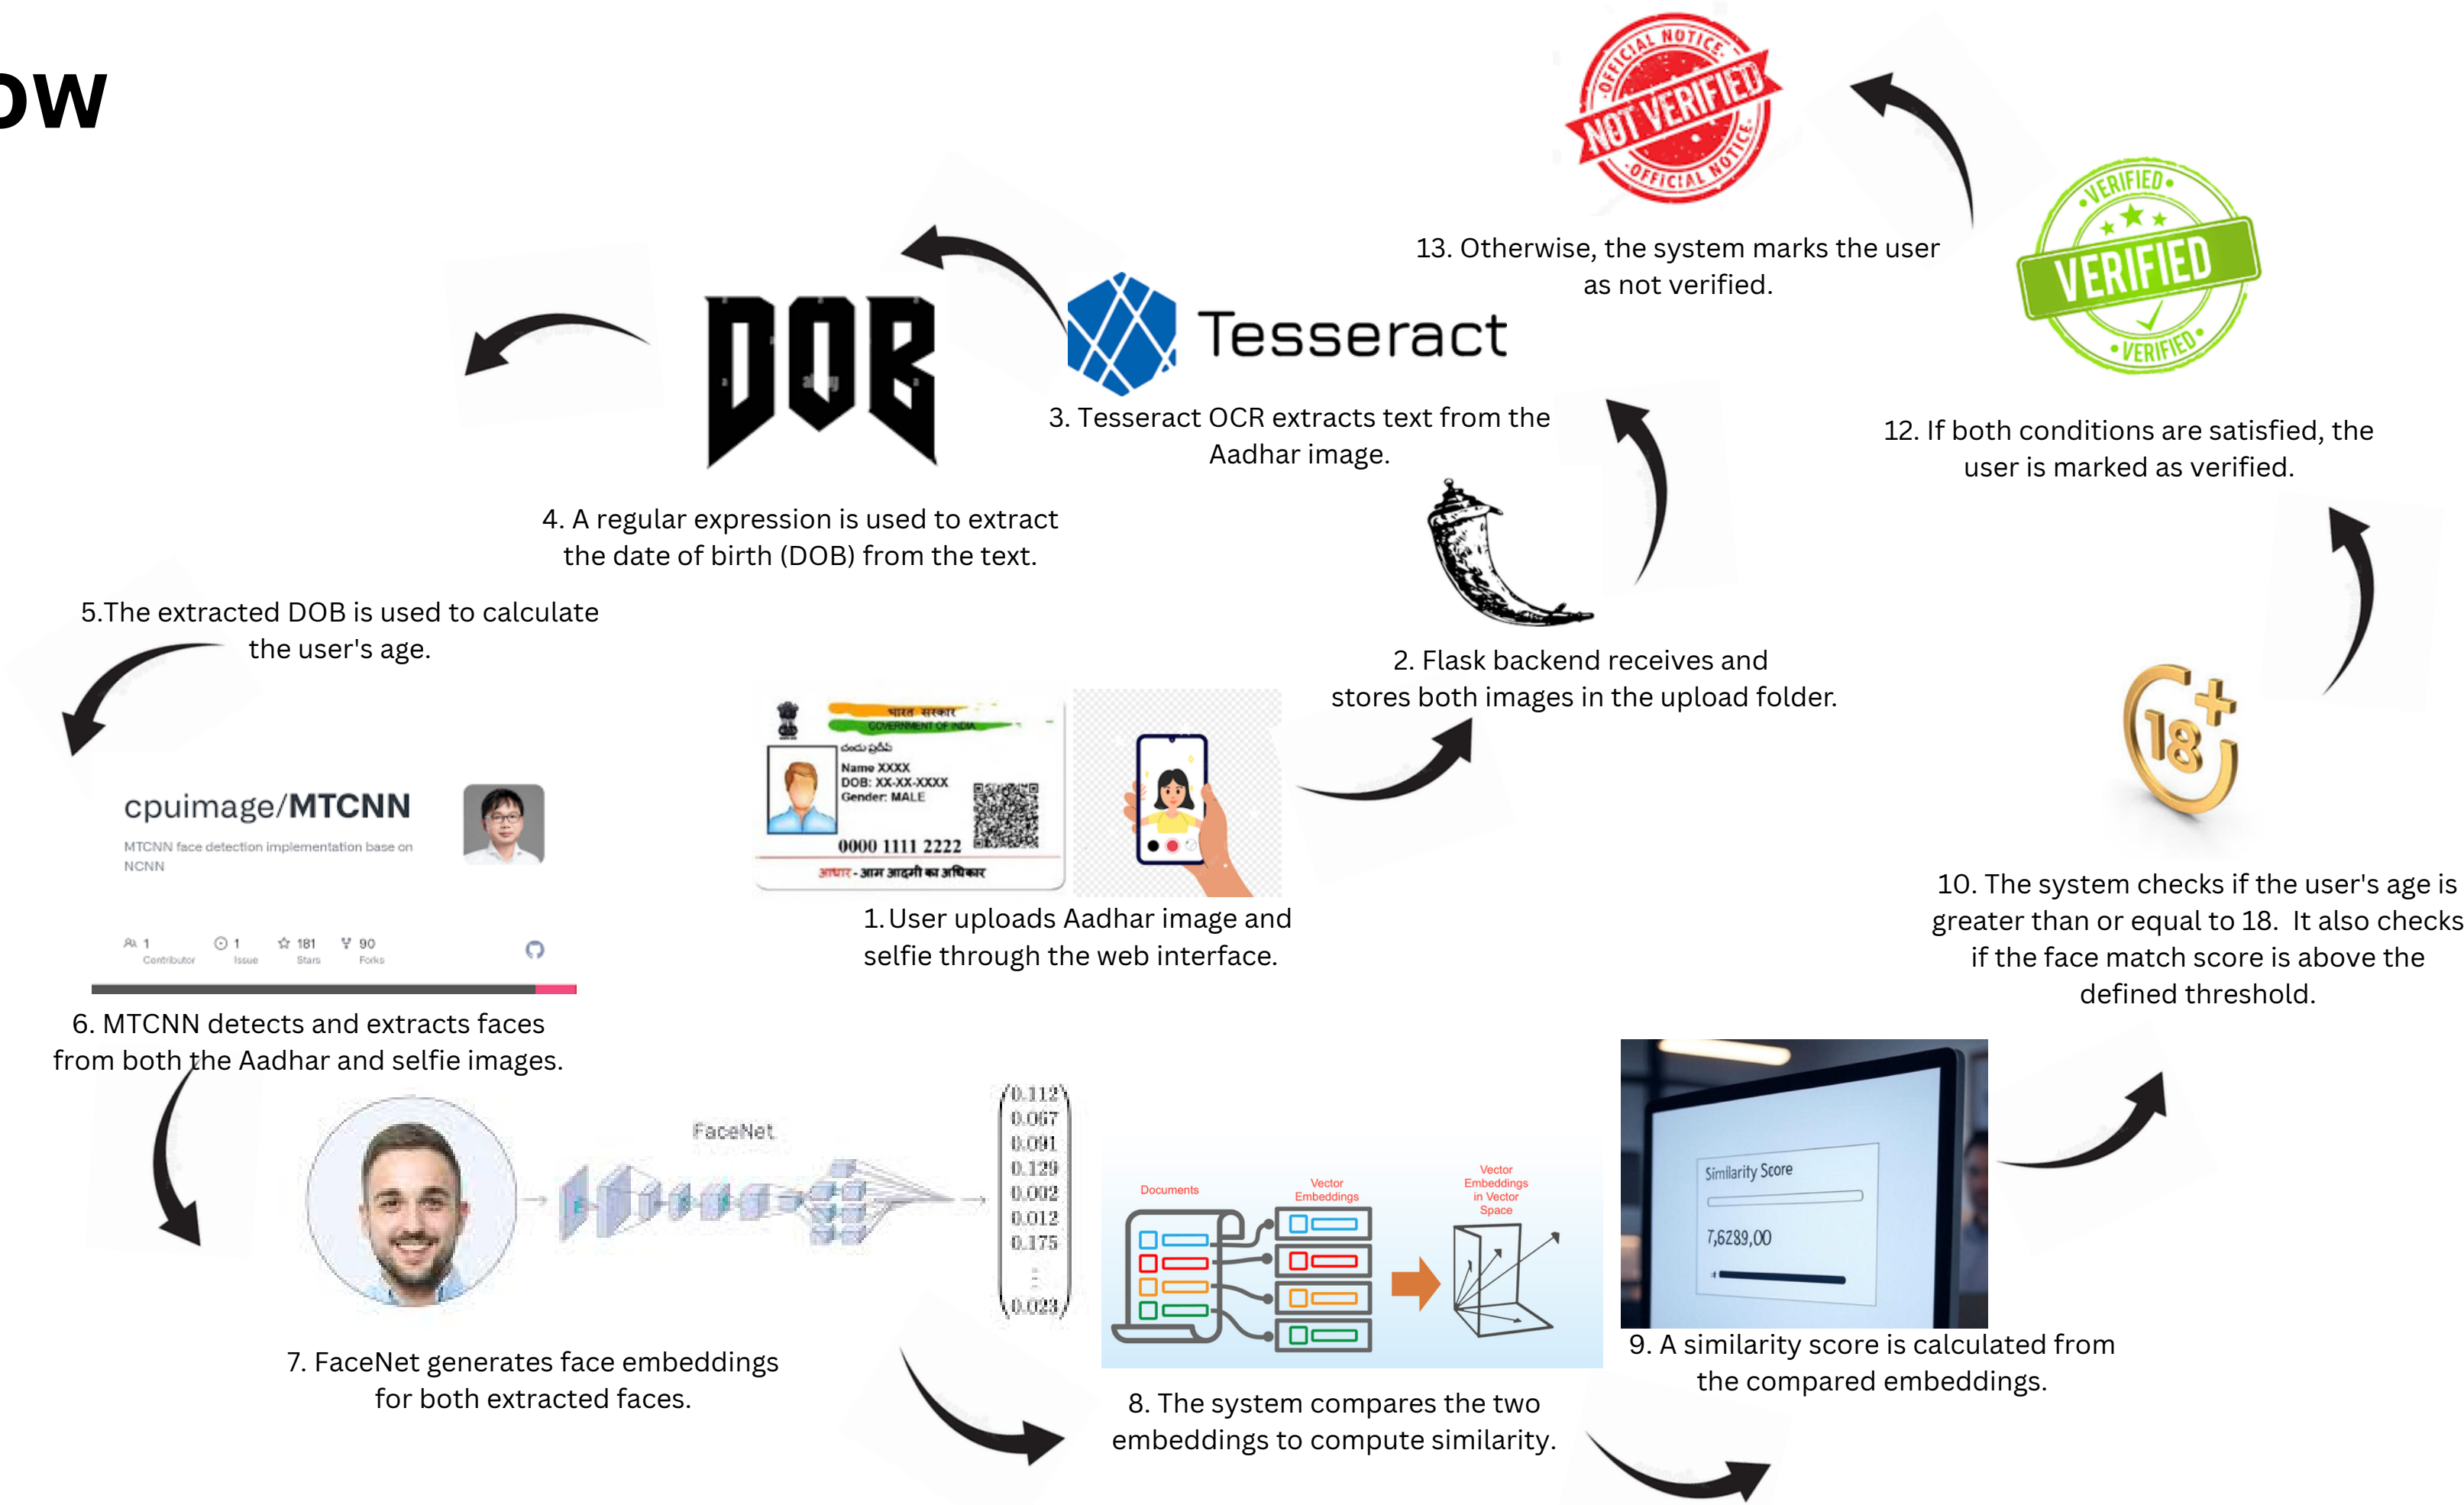 ow
1. User uploads Aadhar image and
selfie through the web interface.
भारत सरकार
GOVERNMENT OF INDIA
చందు ప్రదీప్
Name XXXX
DOB: XX-XX-XXXX
Gender: MALE
0000 1111 2222
आधार - आम आदमी का अधिकार
2. Flask backend receives and
stores both images in the upload folder.
Tesseract
3. Tesseract OCR extracts text from the
Aadhar image.
DOB
4. A regular expression is used to extract
the date of birth (DOB) from the text.
5.The extracted DOB is used to calculate
the user's age.
cpuimage/MTCNN
MTCNN face detection implementation base on
NCNN
1
Contributor
1
Issue
181
Stars
90
Forks
6. MTCNN detects and extracts faces
from both the Aadhar and selfie images.
FaceNet
0.112
0.067
0.091
0.129
0.002
0.012
0.175
0.023
7. FaceNet generates face embeddings
for both extracted faces.
Documents
Vector
Embeddings
Vector
Embeddings
in Vector
Space
8. The system compares the two
embeddings to compute similarity.
Similarity Score
7,6289,00
9. A similarity score is calculated from
the compared embeddings.
18+
10. The system checks if the user's age is
greater than or equal to 18. It also checks
if the face match score is above the
defined threshold.
•VERIFIED•
VERIFIED
•VERIFIED•
12. If both conditions are satisfied, the
user is marked as verified.
·OFFICIAL NOTICE·
NOT VERIFIED
·OFFICIAL NOTICE·
13. Otherwise, the system marks the user
as not verified.